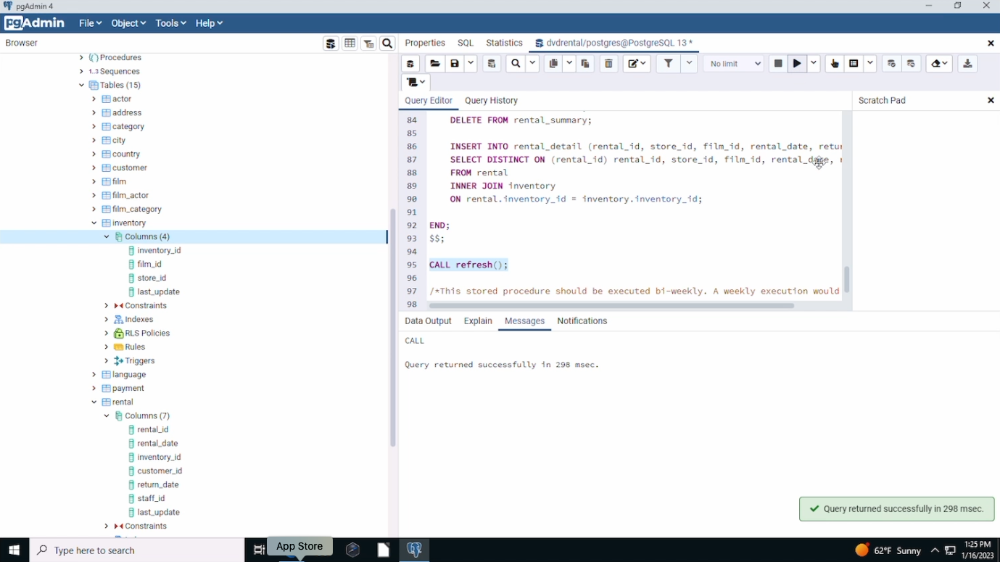 pgAdmin 4
pgAdmin File Object Tools Help
Browser
Properties SQL Statistics dvdrental/postgres@PostgreSQL 13 *
No limit
Procedures
1..3 Sequences
Tables (15)
actor
address
category
city
country
customer
film
film_actor
film_category
inventory
Columns (4)
inventory_id
film_id
store_id
last_update
Constraints
Indexes
RLS Policies
Rules
Triggers
language
payment
rental
Columns (7)
rental_id
rental_date
inventory_id
customer_id
return_date
staff_id
last_update
Constraints
Query Editor Query History
Scratch Pad
84 DELETE FROM rental_summary;
85
86 INSERT INTO rental_detail (rental_id, store_id, film_id, rental_date, retur
87 SELECT DISTINCT ON (rental_id) rental_id, store_id, film_id, rental_date, r
88 FROM rental
89 INNER JOIN inventory
90 ON rental.inventory_id = inventory.inventory_id;
91
92 END;
93 $$;
94
95 CALL refresh();
96
97 /*This stored procedure should be executed bi-weekly. A weekly execution would
98
Data Output Explain Messages Notifications
CALL
Query returned successfully in 298 msec.
Query returned successfully in 298 msec.
Type here to search
App Store
62°F Sunny
1:25 PM
1/16/2023